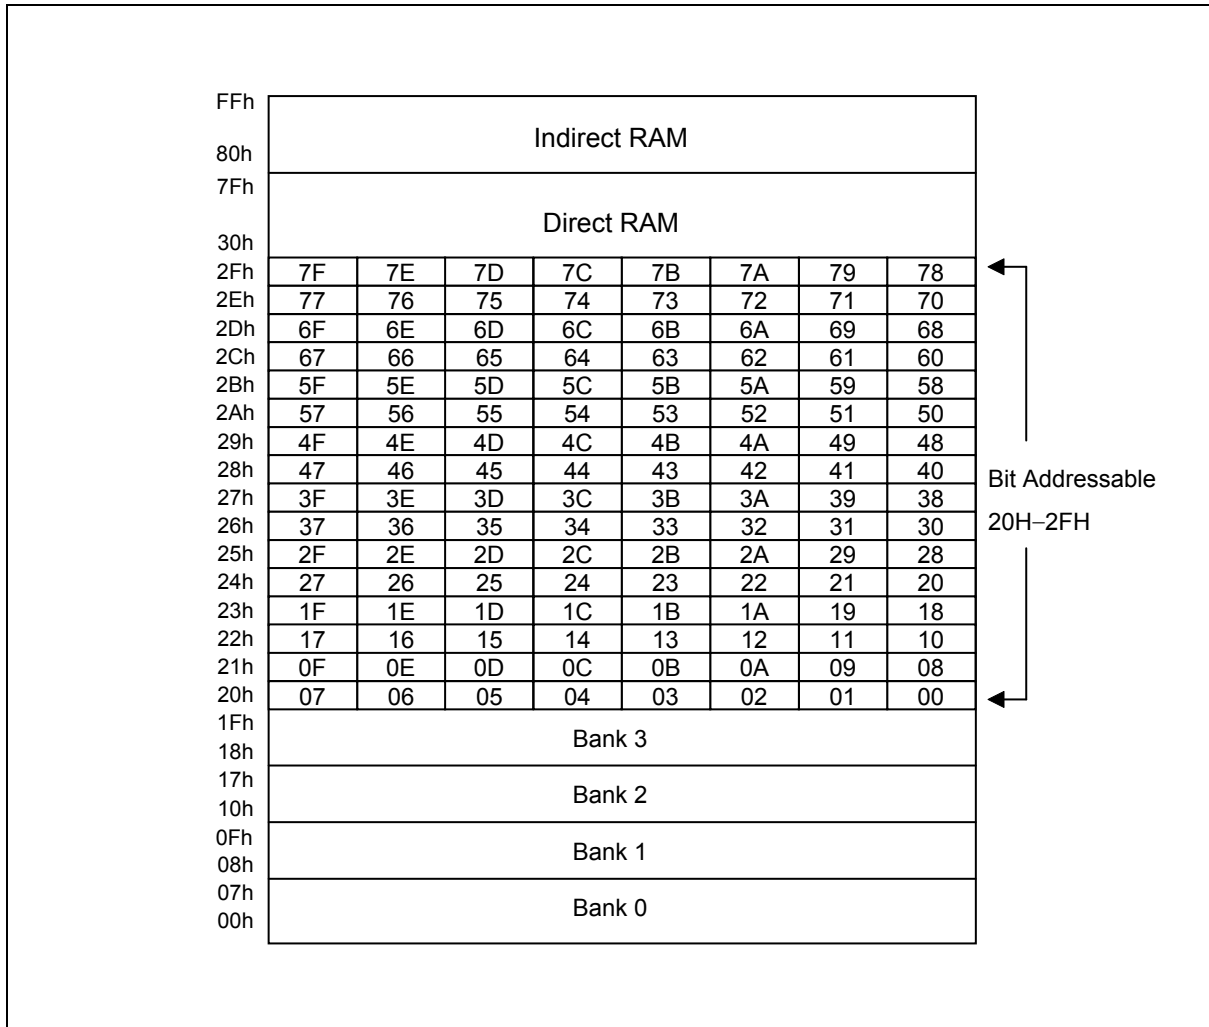 FFh
Indirect RAM
80h
7Fh
Direct RAM
30h
2Fh 7F 7E 7D 7C 7B 7A 79 78
2Eh 77 76 75 74 73 72 71 70
2Dh 6F 6E 6D 6C 6B 6A 69 68
2Ch 67 66 65 64 63 62 61 60
2Bh 5F 5E 5D 5C 5B 5A 59 58
2Ah 57 56 55 54 53 52 51 50
29h 4F 4E 4D 4C 4B 4A 49 48
28h 47 46 45 44 43 42 41 40
Bit Addressable
27h 3F 3E 3D 3C 3B 3A 39 38
26h 37 36 35 34 33 32 31 30
20H–2FH
25h 2F 2E 2D 2C 2B 2A 29 28
24h 27 26 25 24 23 22 21 20
23h 1F 1E 1D 1C 1B 1A 19 18
22h 17 16 15 14 13 12 11 10
21h 0F 0E 0D 0C 0B 0A 09 08
20h 07 06 05 04 03 02 01 00
1Fh
Bank 3
18h
17h
Bank 2
10h
0Fh
Bank 1
08h
07h
Bank 0
00h